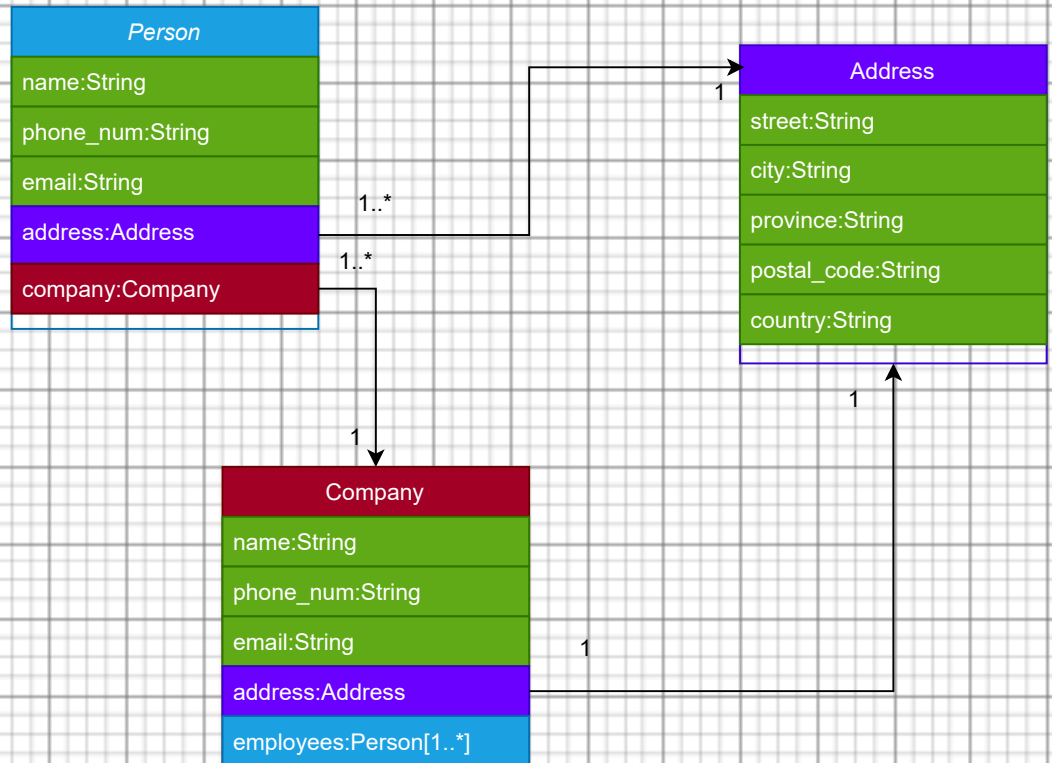 Person
name:String
phone_num:String
email:String
address:Address
company:Company
1..*
1..*
1
1
Address
street:String
city:String
province:String
postal_code:String
country:String
1
1
Company
name:String
phone_num:String
email:String
address:Address
employees:Person[1..*]